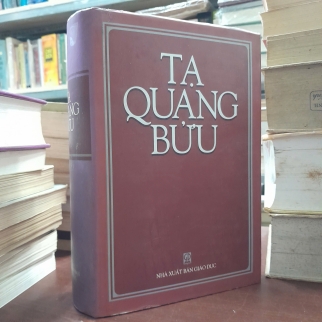 TẠ
QUANG
BỬU
NHÀ XUẤT BẢN GIÁO DỤC